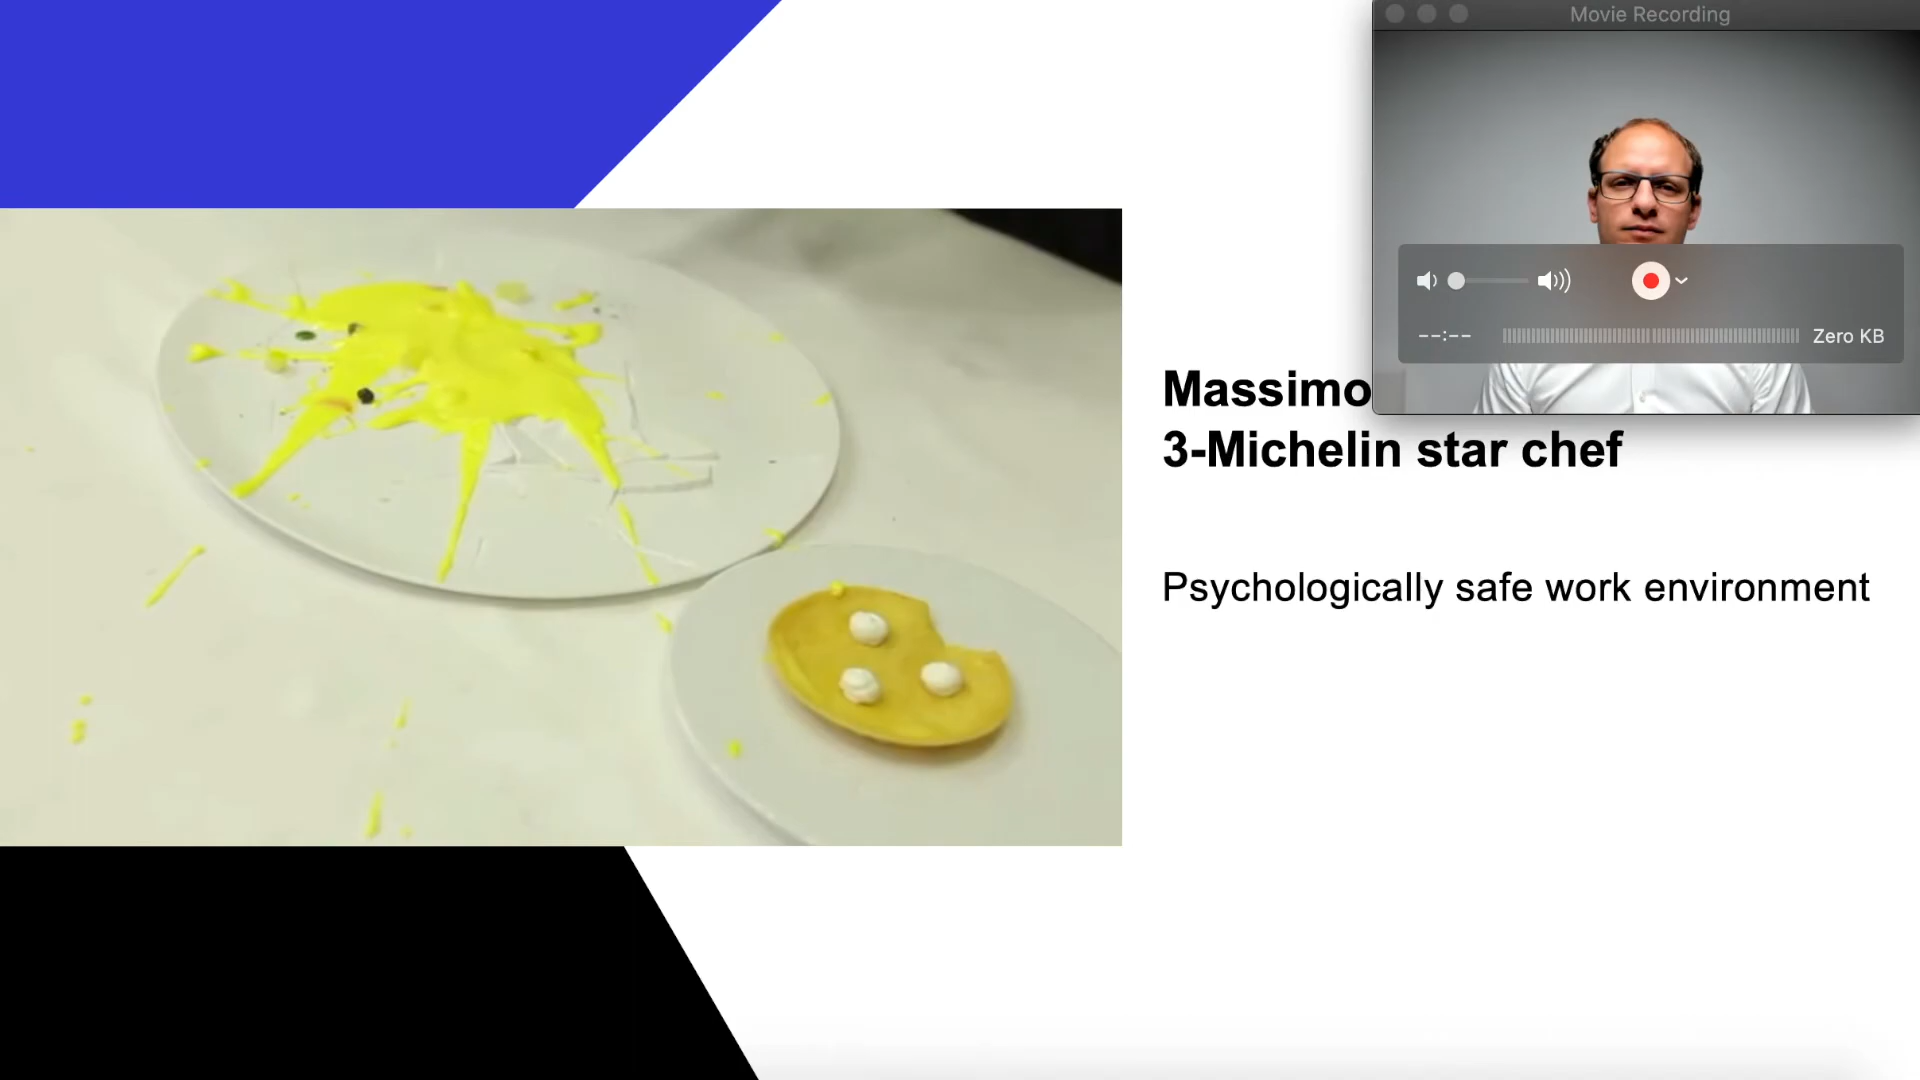 Movie Recording
--:--
Zero KB
Massimo
3-Michelin star chef
Psychologically safe work environment